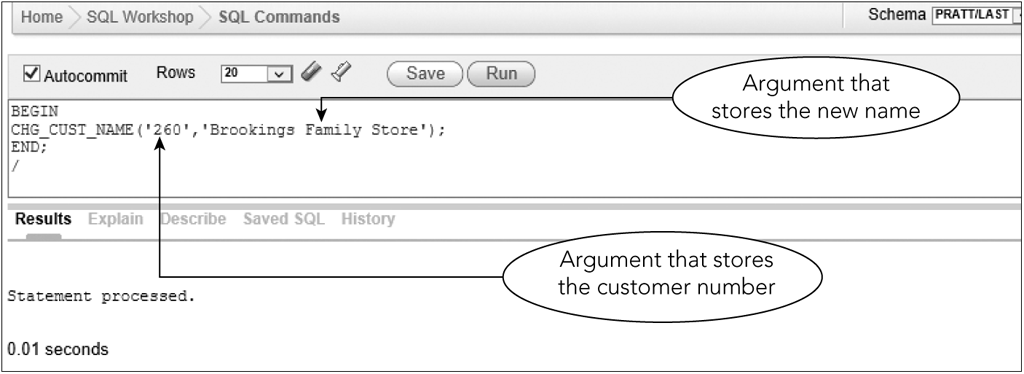 Home SQL Workshop SQL Commands Schema PRATT/LAST
Autocommit Rows 20 Save Run
Argument that
stores the new name
BEGIN
CHG_CUST_NAME('260','Brookings Family Store');
END;
/
Results Explain Describe Saved SQL History
Argument that stores
the customer number
Statement processed.
0.01 seconds